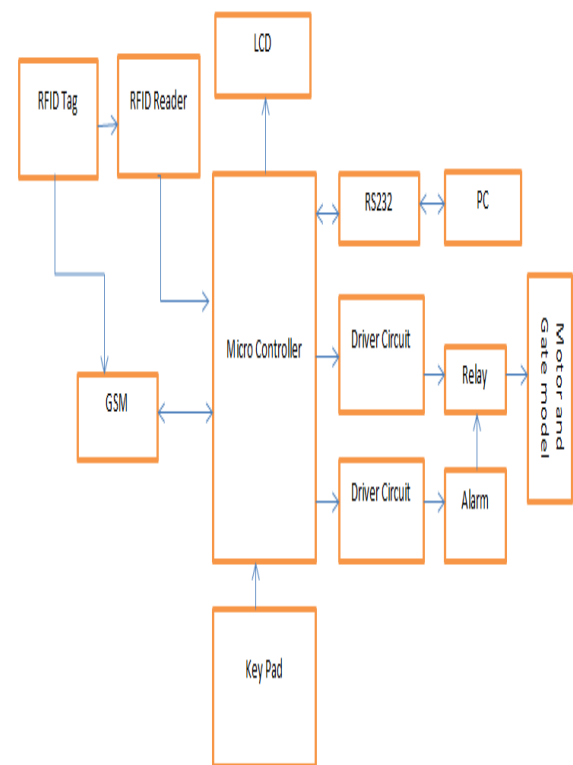 LCD
RFID Tag
RFID Reader
RS232
PC
Micro Controller
Driver Circuit
Relay
Motor and
Gate model
GSM
Driver Circuit
Alarm
Key Pad